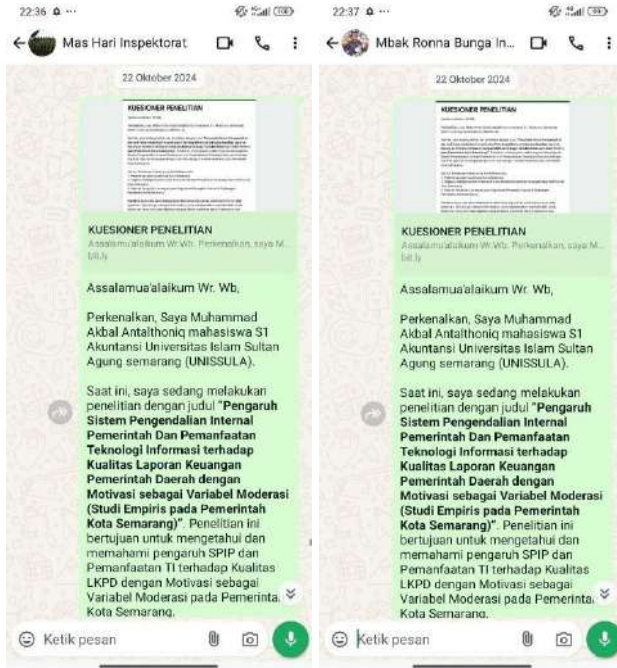 22:36
Mas Hari Inspektorat
22 Oktober 2024
KUESIONER PENELITIAN
KUESIONER PENELITIAN
Assalamu'alaikum Wr.Wb. Perkenalkan, saya M...
bit.ly
Assalamua'alaikum Wr. Wb,
Perkenalkan, Saya Muhammad
Akbal Antalthoniq mahasiswa S1
Akuntansi Universitas Islam Sultan
Agung semarang (UNISSULA).
Saat ini, saya sedang melakukan
penelitian dengan judul "Pengaruh
Sistem Pengendalian Internal
Pemerintah Dan Pemanfaatan
Teknologi Informasi terhadap
Kualitas Laporan Keuangan
Pemerintah Daerah dengan
Motivasi sebagai Variabel Moderasi
(Studi Empiris pada Pemerintah
Kota Semarang)". Penelitian ini
bertujuan untuk mengetahui dan
memahami pengaruh SPIP dan
Pemanfaatan TI terhadap Kualitas
LKPD dengan Motivasi sebagai
Variabel Moderasi pada Pemerinta
Kota Semarang.
Ketik pesan
22:37
Mbak Ronna Bunga In...
22 Oktober 2024
KUESIONER PENELITIAN
KUESIONER PENELITIAN
Assalamu'alaikum Wr.Wb. Perkenalkan, saya M...
bit.ly
Assalamua'alaikum Wr. Wb,
Perkenalkan, Saya Muhammad
Akbal Antalthoniq mahasiswa S1
Akuntansi Universitas Islam Sultan
Agung semarang (UNISSULA).
Saat ini, saya sedang melakukan
penelitian dengan judul "Pengaruh
Sistem Pengendalian Internal
Pemerintah Dan Pemanfaatan
Teknologi Informasi terhadap
Kualitas Laporan Keuangan
Pemerintah Daerah dengan
Motivasi sebagai Variabel Moderasi
(Studi Empiris pada Pemerintah
Kota Semarang)". Penelitian ini
bertujuan untuk mengetahui dan
memahami pengaruh SPIP dan
Pemanfaatan TI terhadap Kualitas
LKPD dengan Motivasi sebagai
Variabel Moderasi pada Pemerinta
Kota Semarang.
Ketik pesan